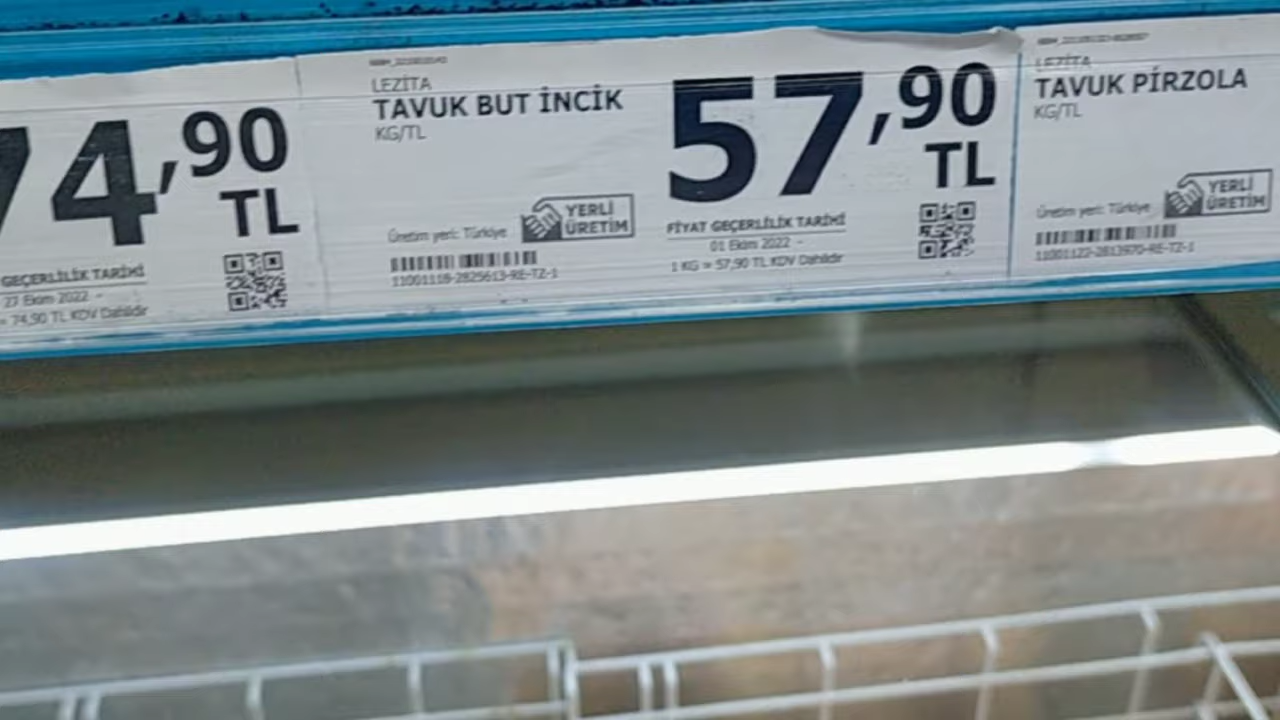 74,90
TL
GEÇERLİLİK TARİHİ
27 Ekim 2022 -
= 74,90 TL KDV Dahildir
LEZİTA
TAVUK BUT İNCİK
KG/TL
Üretim yeri: Türkiye
YERLİ
ÜRETİM
11001116-2825613-RE-TZ-1
57,90
TL
FİYAT GEÇERLİLİK TARİHİ
01 Ekim 2022 -
1 KG = 57,90 TL KDV Dahildir
LEZİTA
TAVUK PİRZOLA
KG/TL
Üretim yeri: Türkiye
YERLİ
ÜRETİM
11001122-2812970-RE-TZ-1